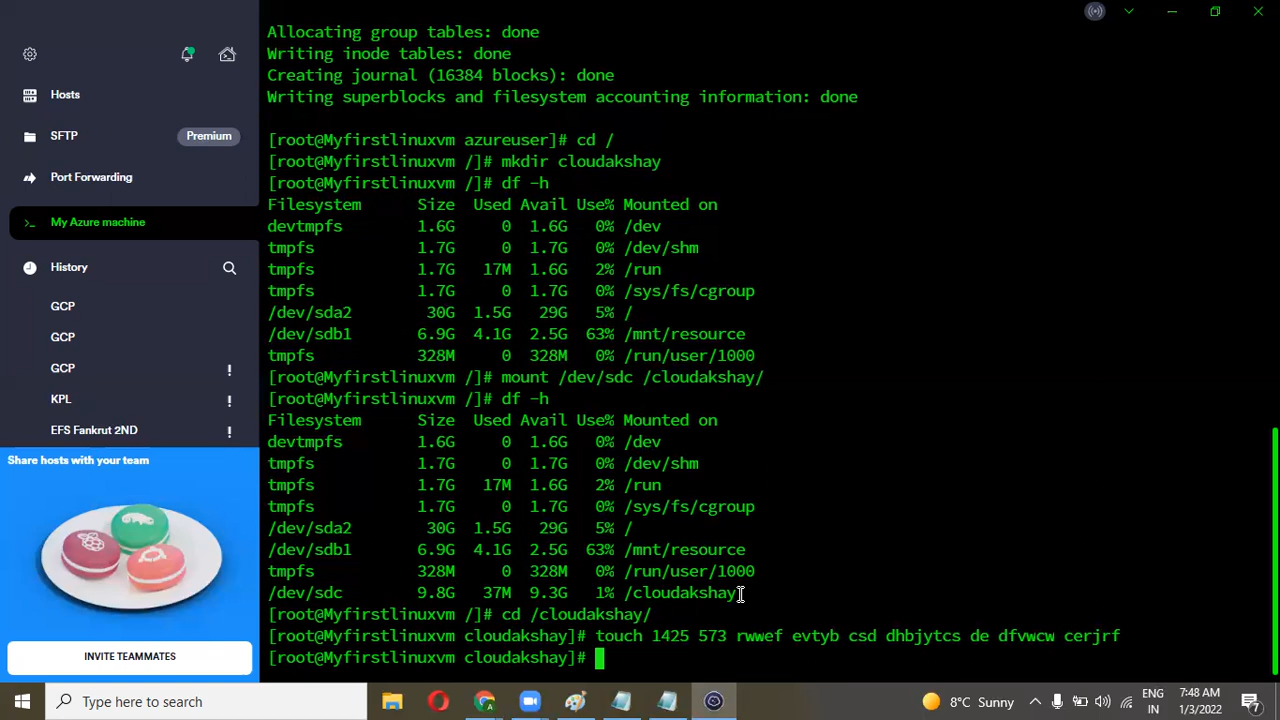 Hosts
SFTP Premium
Port Forwarding
My Azure machine
History
GCP
GCP
GCP !
KPL !
EFS Fankrut 2ND !
Share hosts with your team
INVITE TEAMMATES
Allocating group tables: done
Writing inode tables: done
Creating journal (16384 blocks): done
Writing superblocks and filesystem accounting information: done
[root@Myfirstlinuxvm azureuser]# cd /
[root@Myfirstlinuxvm /]# mkdir cloudakshay
[root@Myfirstlinuxvm /]# df -h
Filesystem Size Used Avail Use% Mounted on
devtmpfs 1.6G 0 1.6G 0% /dev
tmpfs 1.7G 0 1.7G 0% /dev/shm
tmpfs 1.7G 17M 1.6G 2% /run
tmpfs 1.7G 0 1.7G 0% /sys/fs/cgroup
/dev/sda2 30G 1.5G 29G 5% /
/dev/sdb1 6.9G 4.1G 2.5G 63% /mnt/resource
tmpfs 328M 0 328M 0% /run/user/1000
[root@Myfirstlinuxvm /]# mount /dev/sdc /cloudakshay/
[root@Myfirstlinuxvm /]# df -h
Filesystem Size Used Avail Use% Mounted on
devtmpfs 1.6G 0 1.6G 0% /dev
tmpfs 1.7G 0 1.7G 0% /dev/shm
tmpfs 1.7G 17M 1.6G 2% /run
tmpfs 1.7G 0 1.7G 0% /sys/fs/cgroup
/dev/sda2 30G 1.5G 29G 5% /
/dev/sdb1 6.9G 4.1G 2.5G 63% /mnt/resource
tmpfs 328M 0 328M 0% /run/user/1000
/dev/sdc 9.8G 37M 9.3G 1% /cloudakshay
[root@Myfirstlinuxvm /]# cd /cloudakshay/
[root@Myfirstlinuxvm cloudakshay]# touch 1425 573 rwwef evtyb csd dhbjytcs de dfvwcw cerjrf
[root@Myfirstlinuxvm cloudakshay]#
Type here to search
8°C Sunny
ENG
IN
7:48 AM
1/3/2022
7